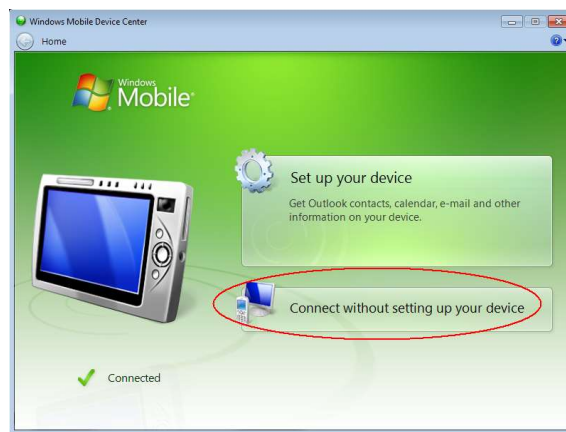 Windows Mobile Device Center
Home
Windows
Mobile
Set up your device
Get Outlook contacts, calendar, e-mail and other
information on your device.
Connect without setting up your device
Connected